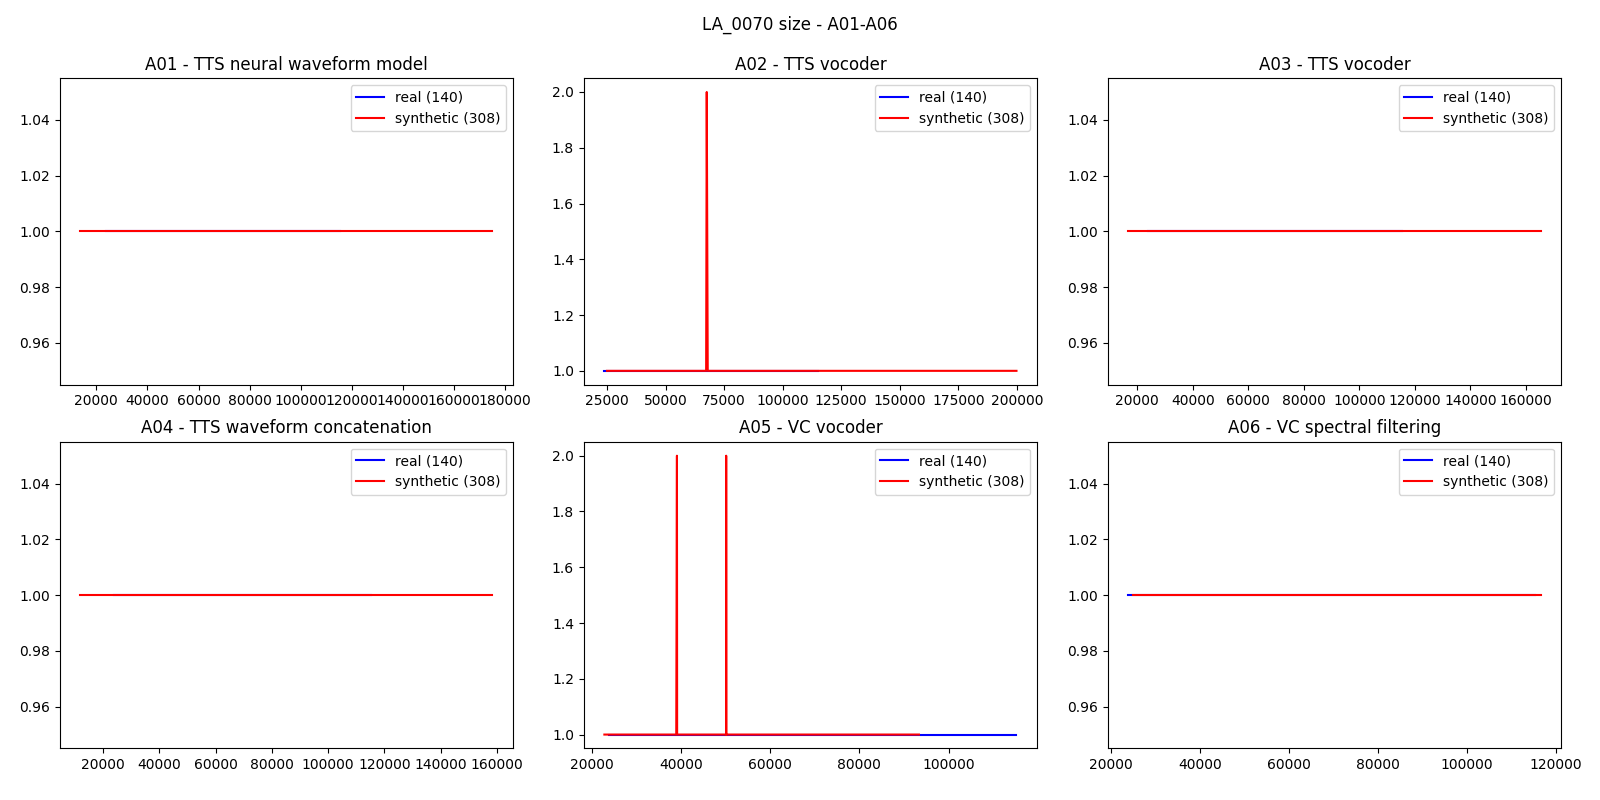 LA_0070 size - A01-A06
A01 - TTS neural waveform model
real (140)
synthetic (308)
1.04
1.02
1.00
0.98
0.96
20000 40000 60000 80000 100000 120000 140000 160000 180000
A02 - TTS vocoder
real (140)
synthetic (308)
2.0
1.8
1.6
1.4
1.2
1.0
25000 50000 75000 100000 125000 150000 175000 200000
A03 - TTS vocoder
real (140)
synthetic (308)
1.04
1.02
1.00
0.98
0.96
20000 40000 60000 80000 100000 120000 140000 160000
A04 - TTS waveform concatenation
real (140)
synthetic (308)
1.04
1.02
1.00
0.98
0.96
20000 40000 60000 80000 100000 120000 140000 160000
A05 - VC vocoder
real (140)
synthetic (308)
2.0
1.8
1.6
1.4
1.2
1.0
20000 40000 60000 80000 100000
A06 - VC spectral filtering
real (140)
synthetic (308)
1.04
1.02
1.00
0.98
0.96
20000 40000 60000 80000 100000 120000